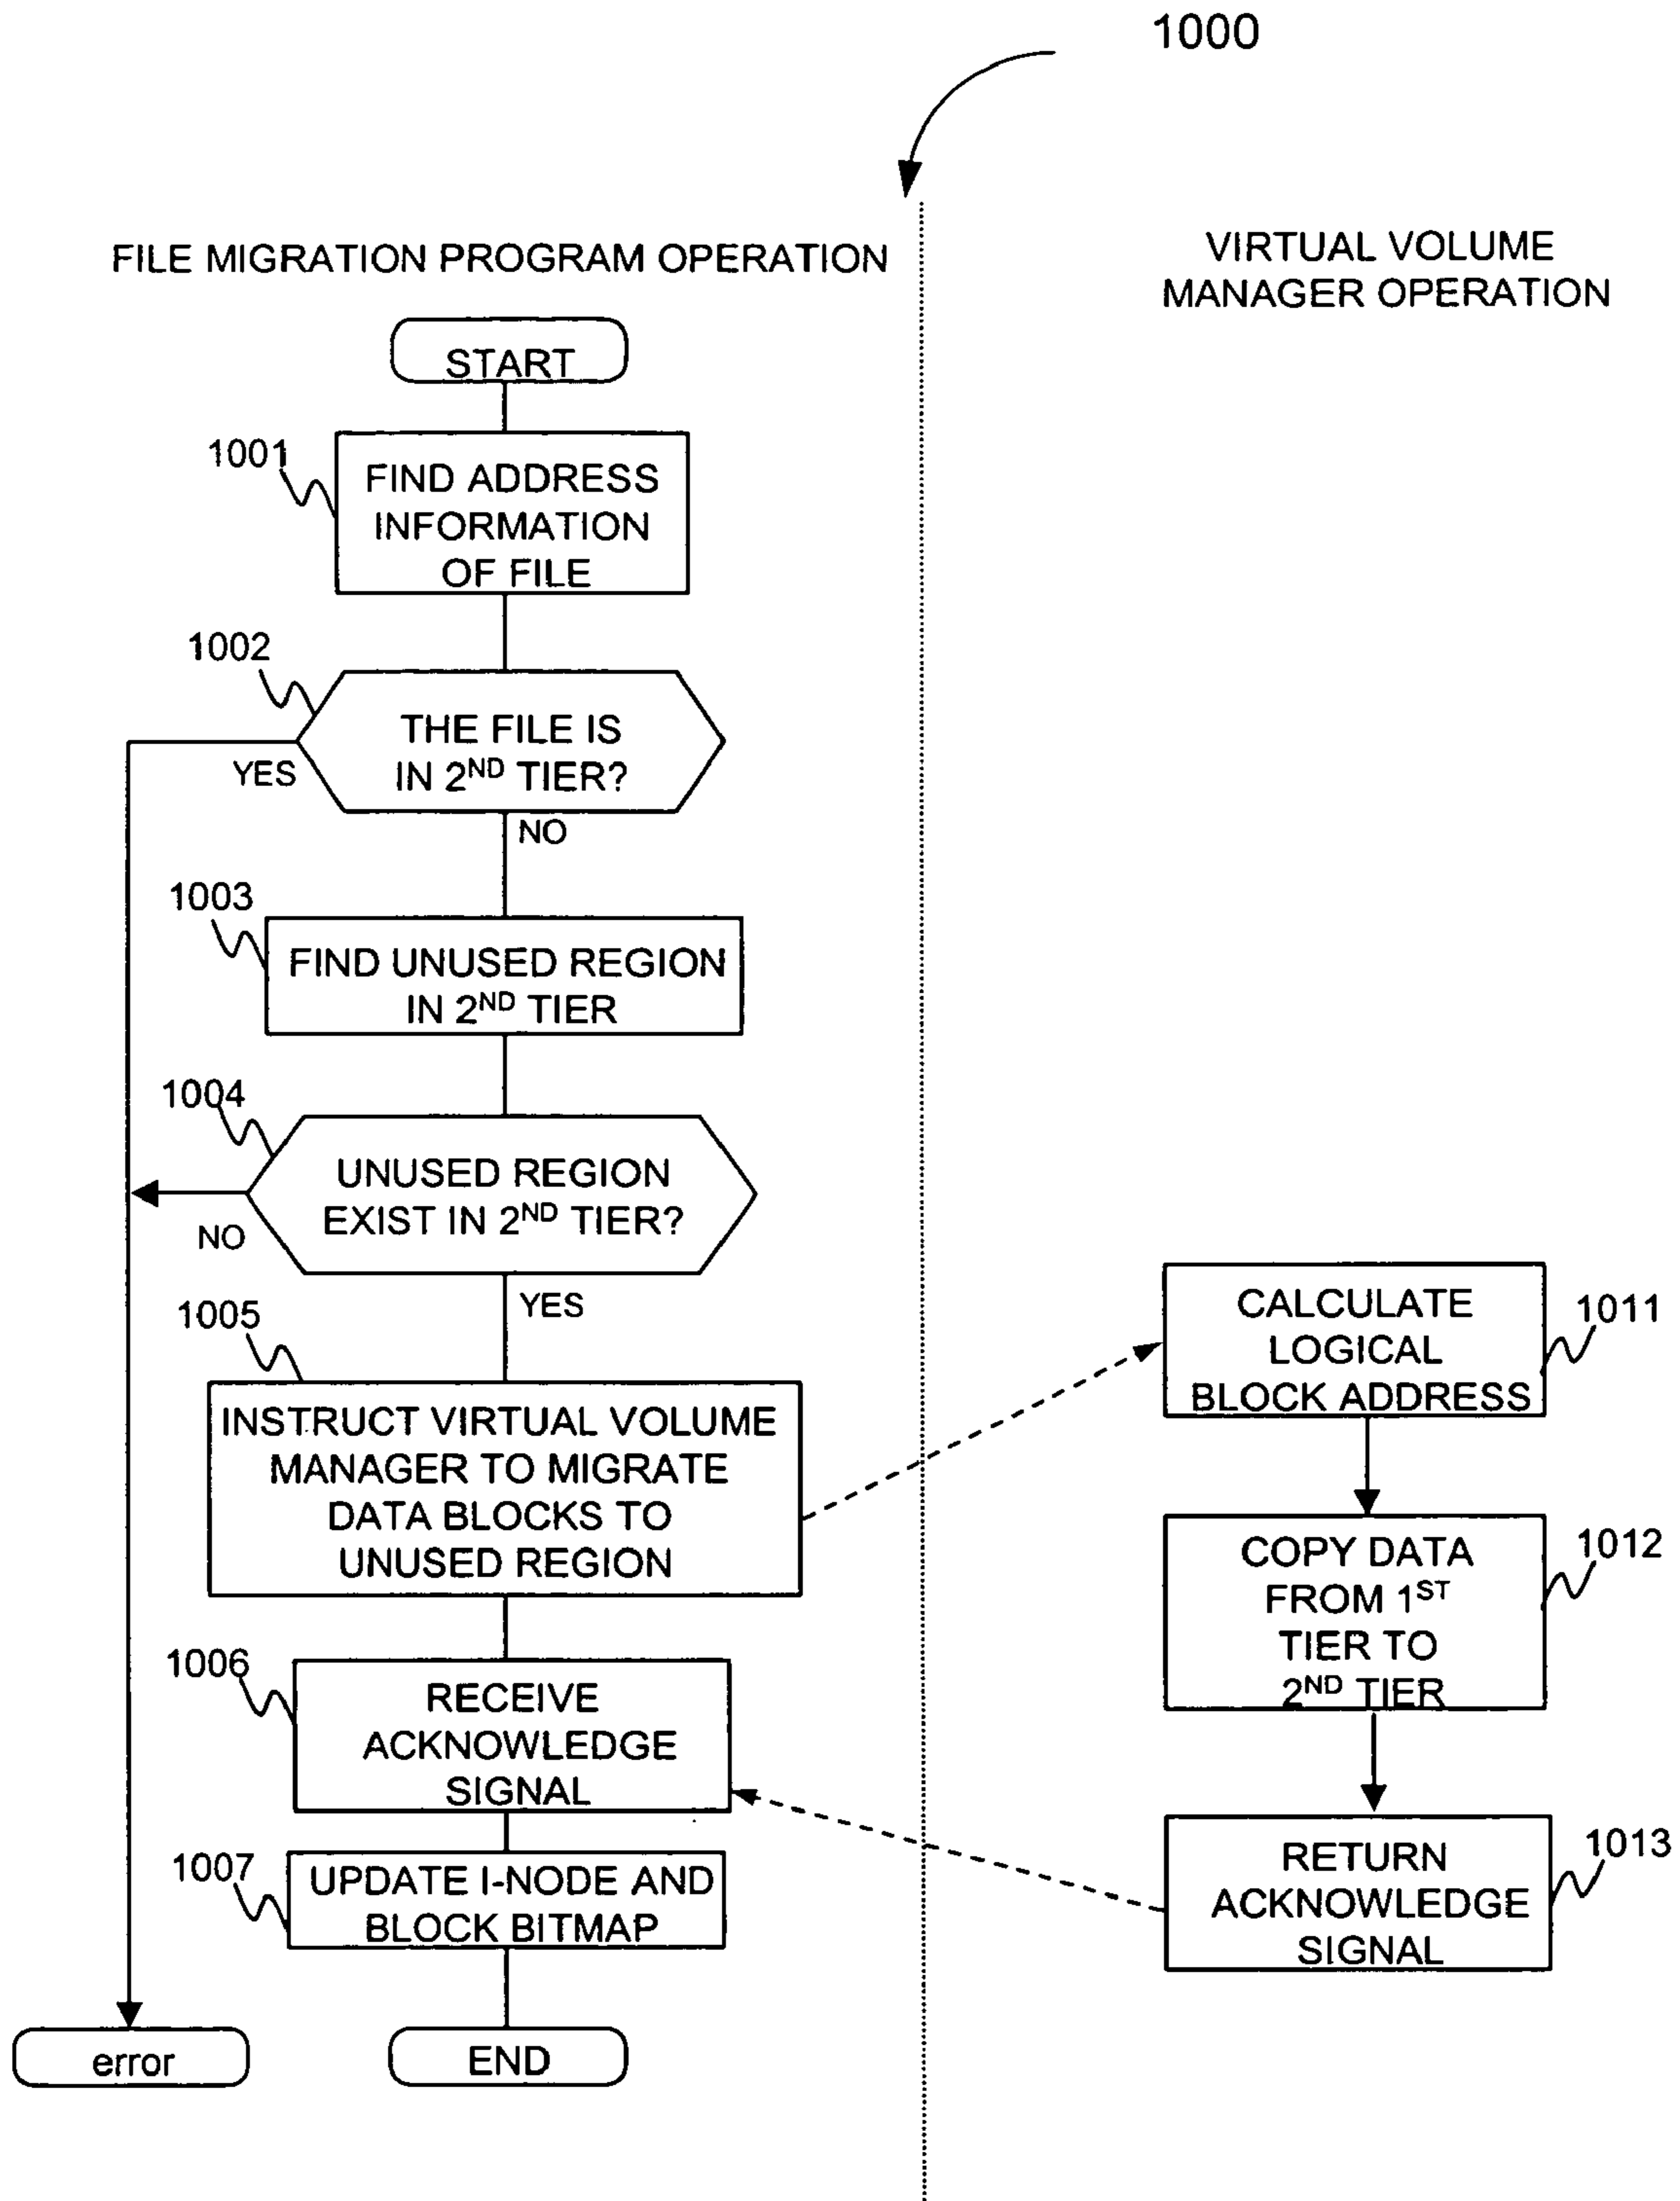 1000
FILE MIGRATION PROGRAM OPERATION
VIRTUAL VOLUME
MANAGER OPERATION
START
1001
FIND ADDRESS
INFORMATION
OF FILE
1002
THE FILE IS
IN 2ND TIER?
YES
NO
1003
FIND UNUSED REGION
IN 2ND TIER
1004
UNUSED REGION
EXIST IN 2ND TIER?
NO
YES
1005
INSTRUCT VIRTUAL VOLUME
MANAGER TO MIGRATE
DATA BLOCKS TO
UNUSED REGION
1006
RECEIVE
ACKNOWLEDGE
SIGNAL
1007
UPDATE I-NODE AND
BLOCK BITMAP
error
END
CALCULATE
LOGICAL
BLOCK ADDRESS
1011
COPY DATA
FROM 1ST
TIER TO
2ND TIER
1012
RETURN
ACKNOWLEDGE
SIGNAL
1013